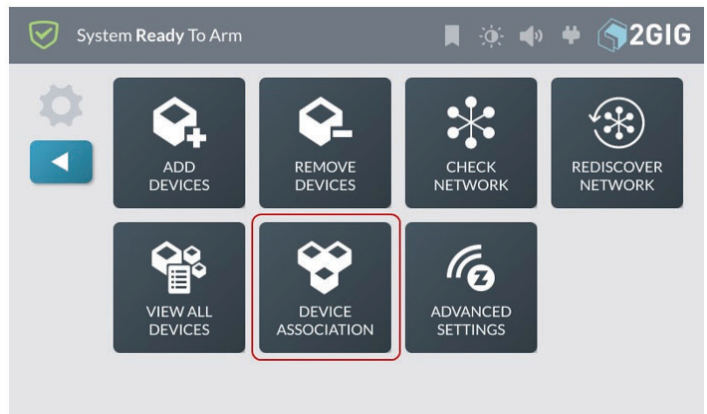 System Ready To Arm
2GIG
ADD
DEVICES
REMOVE
DEVICES
CHECK
NETWORK
REDISCOVER
NETWORK
VIEW ALL
DEVICES
DEVICE
ASSOCIATION
Z
ADVANCED
SETTINGS